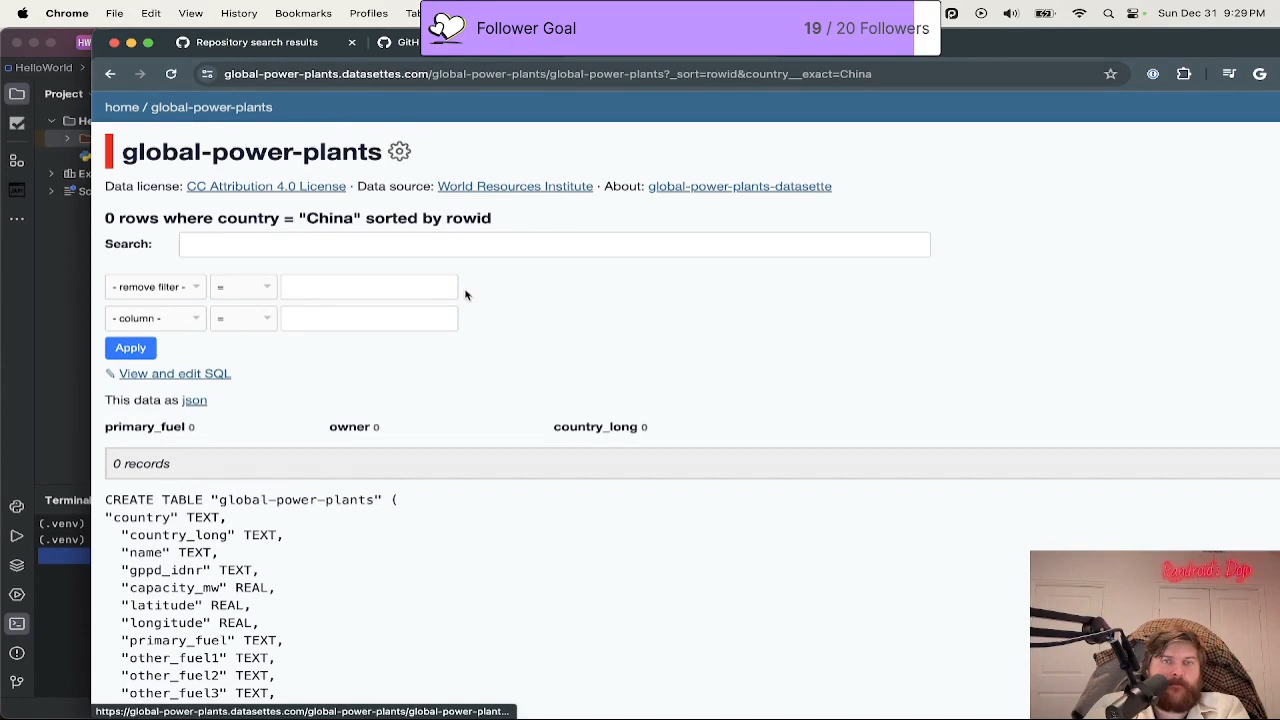 Chrome
Sun Dec 31 9:29 PM
Follower Goal
19 / 20 Followers
HelloWorld
HW
Repository search results
GitH
global-power-plants.datasettes.com/global-power-plants/global-power-plants?_sort=rowid&country__exact=China
Project
home / global-power-plants
global-power-plants
Data license: CC Attribution 4.0 License · Data source: World Resources Institute · About: global-power-plants-datasette
0 rows where country = "China" sorted by rowid
Search:
- remove filter -
=
- column -
=
Apply
✎ View and edit SQL
This data as json
primary_fuel 0
owner 0
country_long 0
0 records
CREATE TABLE "global-power-plants" (
"country" TEXT,
"country_long" TEXT,
"name" TEXT,
"gppd_idnr" TEXT,
"capacity_mw" REAL,
"latitude" REAL,
"longitude" REAL,
"primary_fuel" TEXT,
"other_fuel1" TEXT,
"other_fuel2" TEXT,
"other_fuel3" TEXT,
Terminal
(.venv)
(.venv)
https://global-power-plants.datasettes.com/global-power-plants/global-power-plant...